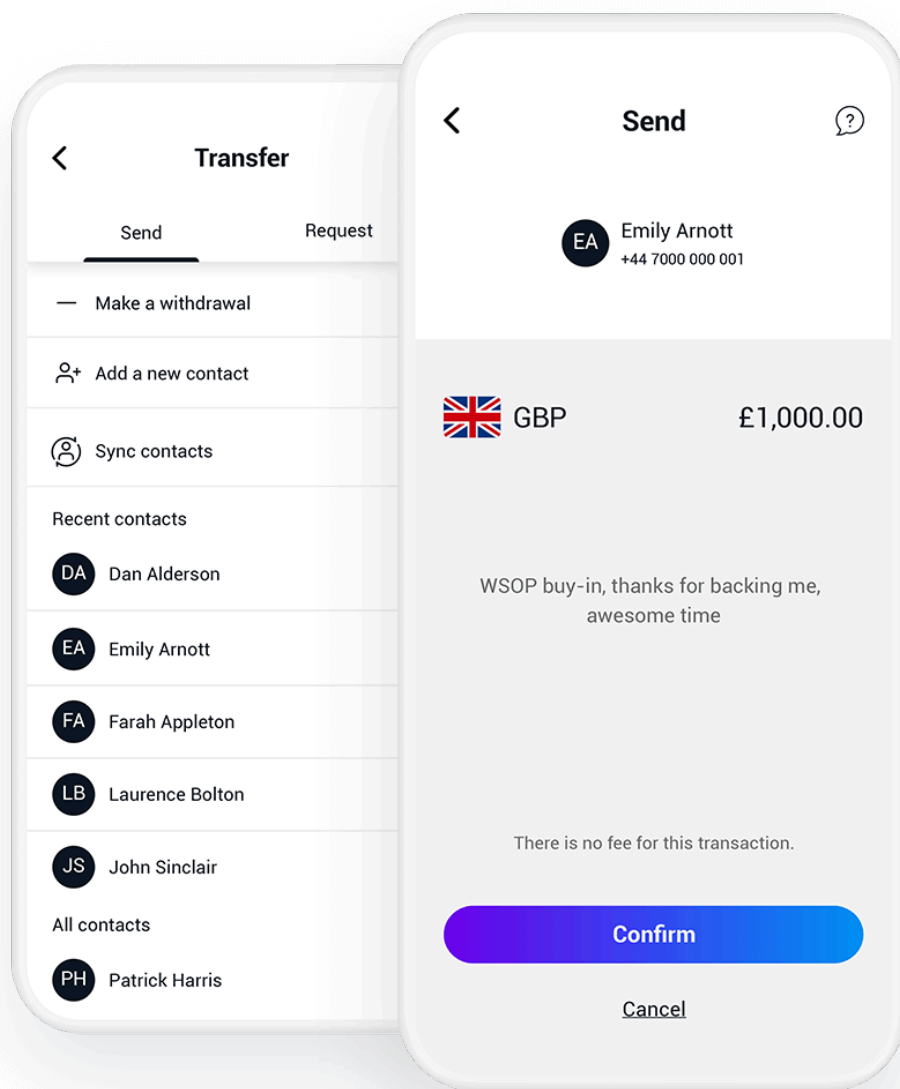 Transfer
Send Request
Make a withdrawal
Add a new contact
Sync contacts
Recent contacts
DA Dan Alderson
EA Emily Arnott
FA Farah Appleton
LB Laurence Bolton
JS John Sinclair
All contacts
PH Patrick Harris
Send
?
EA Emily Arnott
+44 7000 000 001
GBP £1,000.00
WSOP buy-in, thanks for backing me,
awesome time
There is no fee for this transaction.
Confirm
Cancel